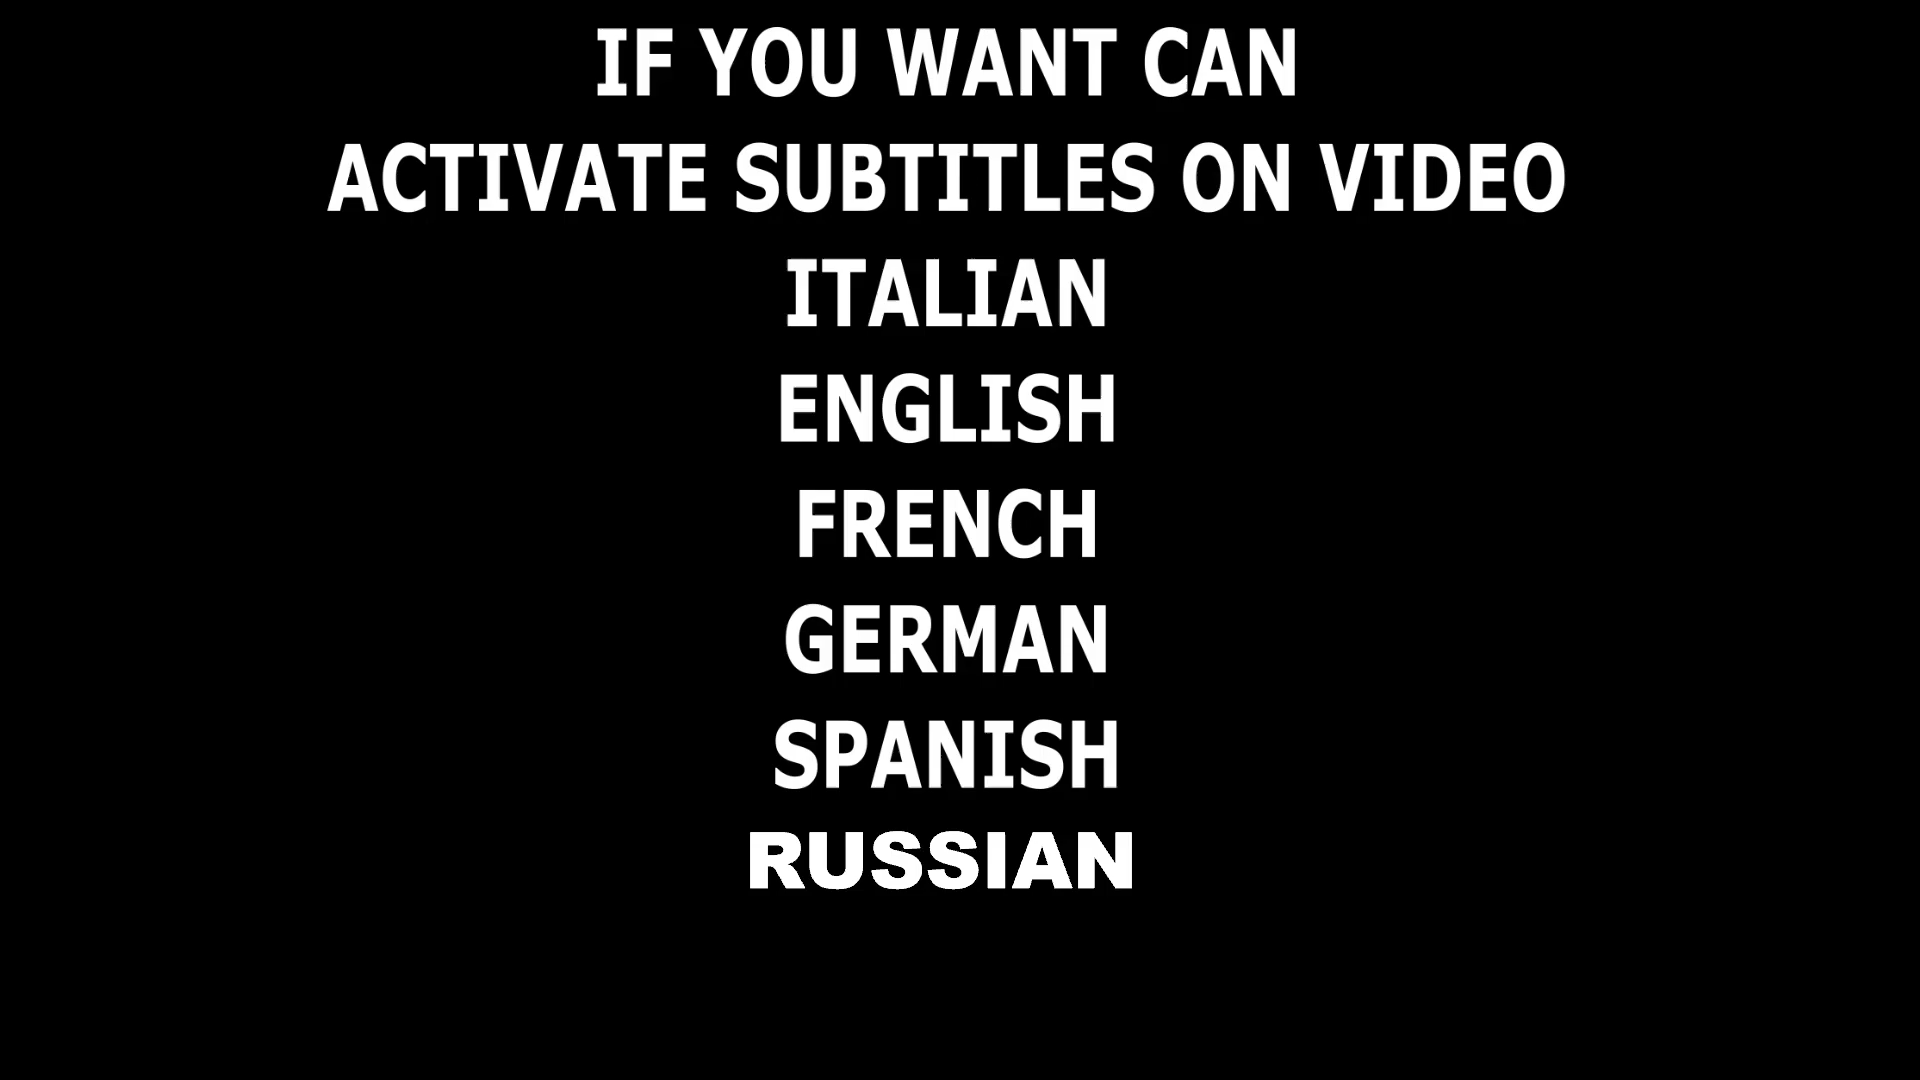 IF YOU WANT CAN
ACTIVATE SUBTITLES ON VIDEO
ITALIAN
ENGLISH
FRENCH
GERMAN
SPANISH
RUSSIAN